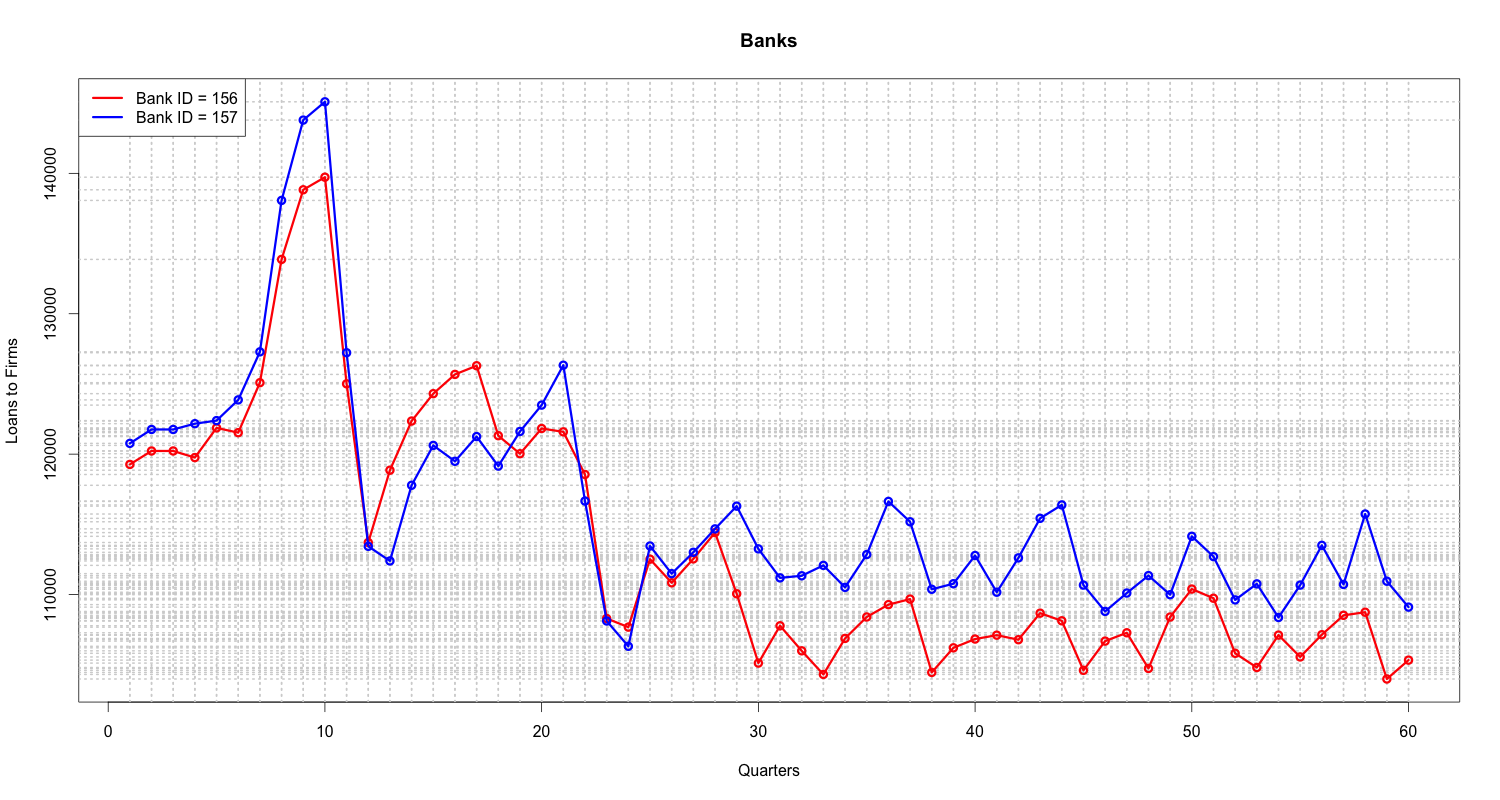 Banks
Bank ID = 156
Bank ID = 157
Loans to Firms
140000
130000
120000
110000
0 10 20 30 40 50 60
Quarters